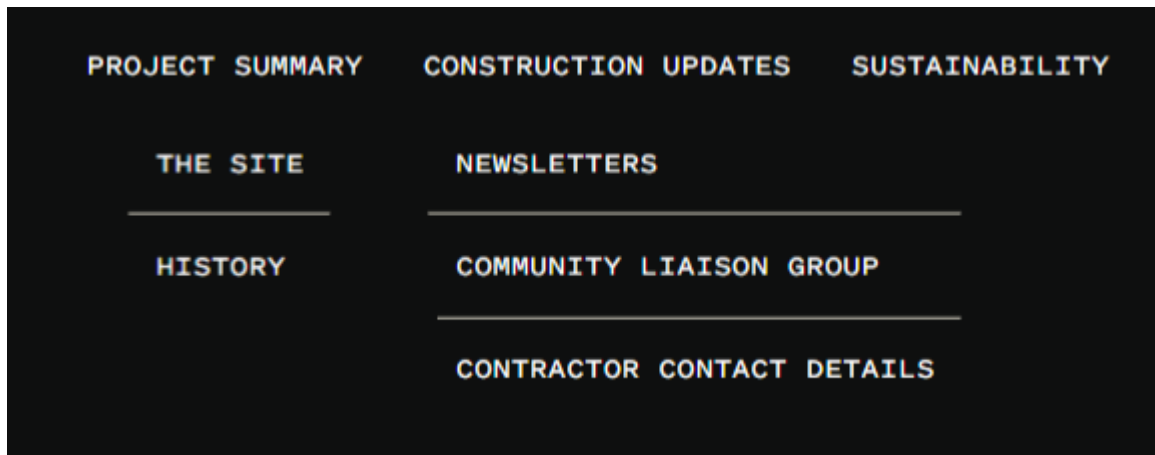 PROJECT SUMMARY CONSTRUCTION UPDATES SUSTAINABILITY
THE SITE NEWSLETTERS
HISTORY COMMUNITY LIAISON GROUP
CONTRACTOR CONTACT DETAILS